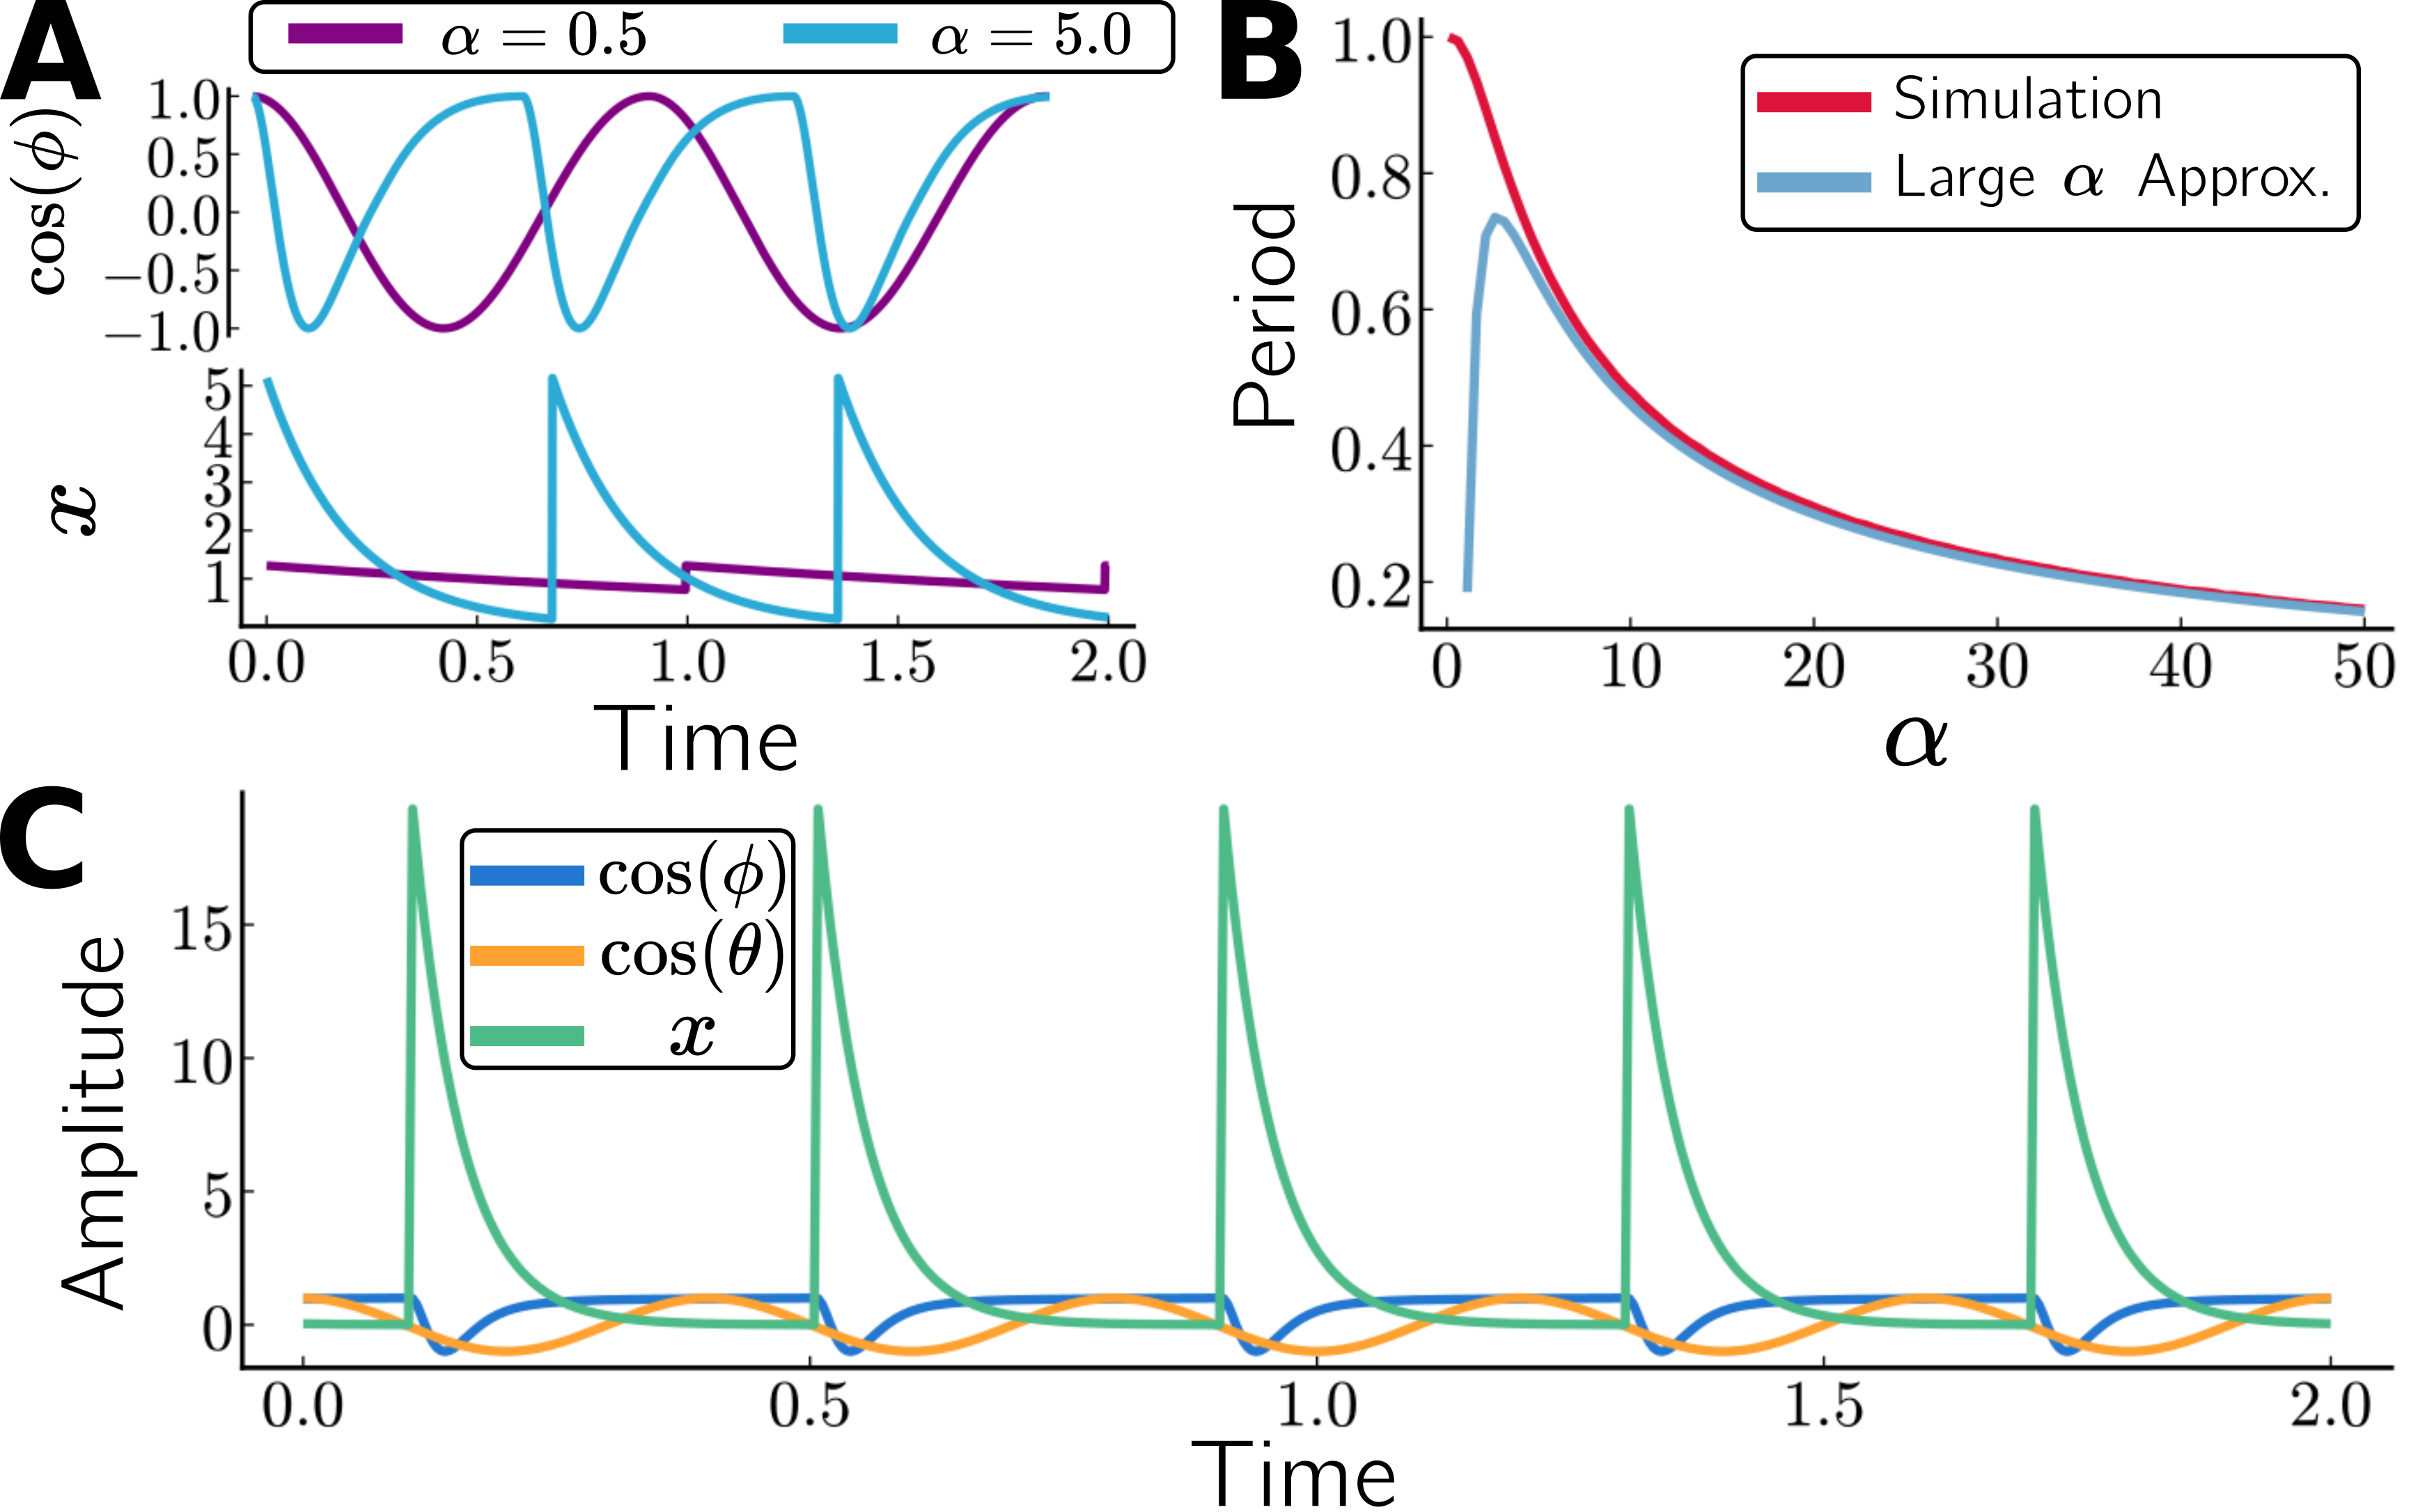 A
α = 0.5
α = 5.0
cos(ϕ)
1.0
0.5
0.0
−0.5
−1.0
x
5
4
3
2
1
0.0 0.5 1.0 1.5 2.0
Time
B
Simulation
Large α Approx.
Period
1.0
0.8
0.6
0.4
0.2
0 10 20 30 40 50
α
C
cos(ϕ)
cos(θ)
x
Amplitude
15
10
5
0
0.0 0.5 1.0 1.5 2.0
Time